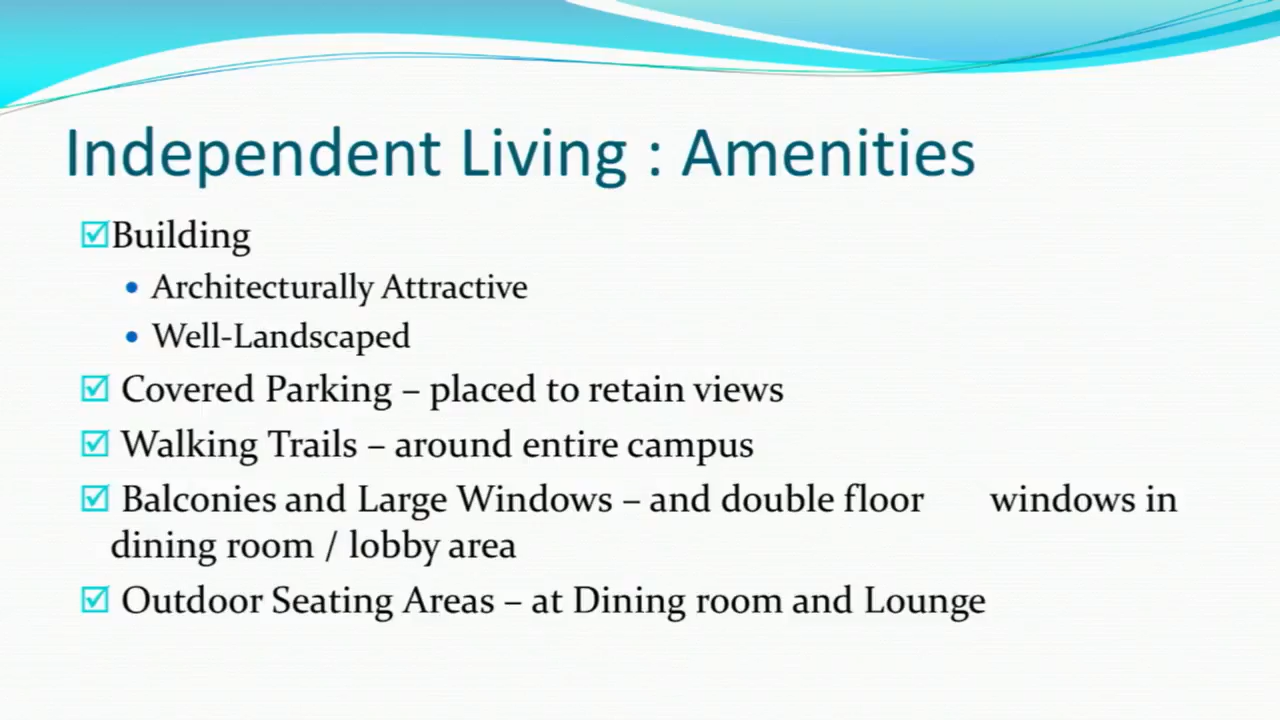 Independent Living : Amenities
Building
• Architecturally Attractive
• Well-Landscaped
Covered Parking – placed to retain views
Walking Trails – around entire campus
Balconies and Large Windows – and double floor windows in
dining room / lobby area
Outdoor Seating Areas – at Dining room and Lounge